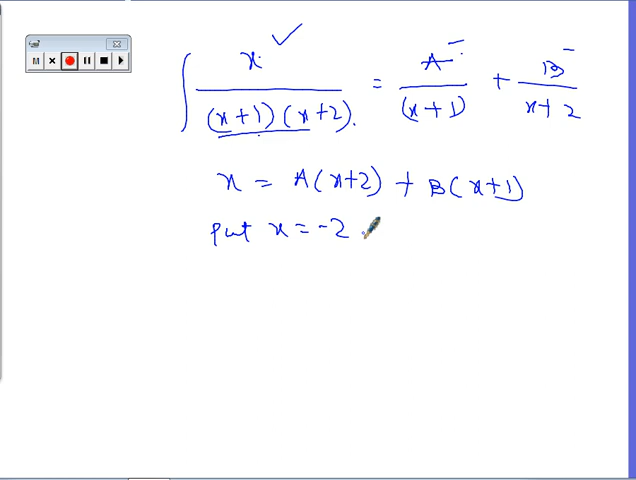 ∫ x / (x+1)(x+2) = A / (x+1) + B / x+2
x = A(x+2) + B(x+1)
put x = -2